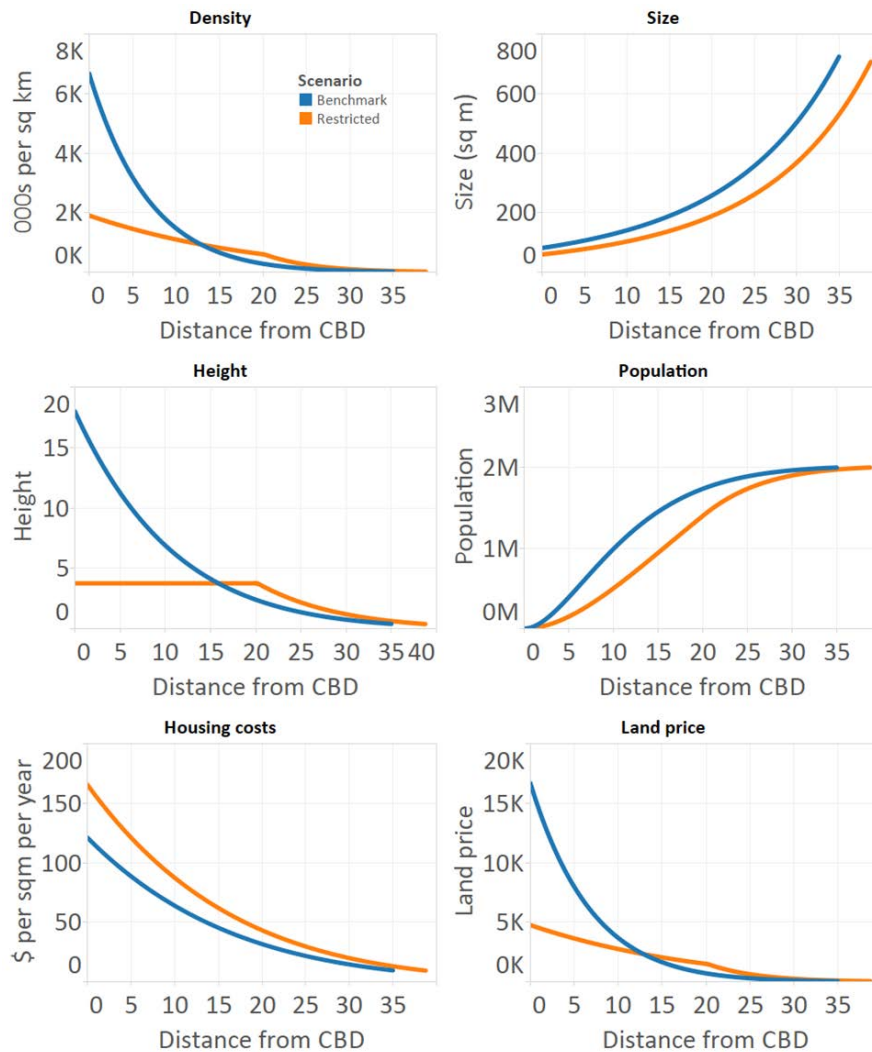 Density
8K
6K
4K
2K
0K
000s per sq km
Scenario
Benchmark
Restricted
0 5 10 15 20 25 30 35
Distance from CBD
Size
800
600
400
200
0
Size (sq m)
0 5 10 15 20 25 30 35
Distance from CBD
Height
20
15
10
5
0
Height
0 5 10 15 20 25 30 35 40
Distance from CBD
Population
3M
2M
1M
0M
Population
0 5 10 15 20 25 30 35
Distance from CBD
Housing costs
200
150
100
50
0
$ per sqm per year
0 5 10 15 20 25 30 35
Distance from CBD
Land price
20K
15K
10K
5K
0K
Land price
0 5 10 15 20 25 30 35
Distance from CBD